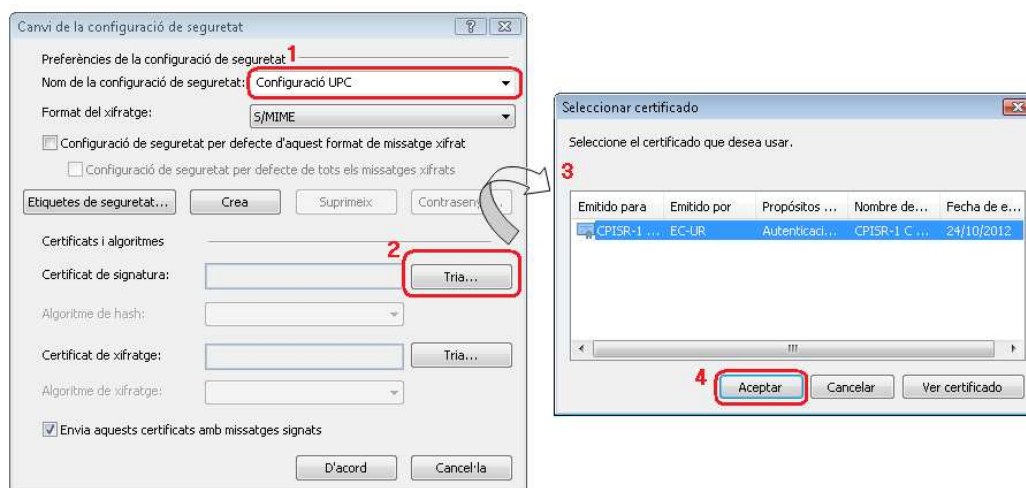 Canvi de la configuració de seguretat
Preferències de la configuració de seguretat
1
Nom de la configuració de seguretat: Configuració UPC
Format del xifratge: S/MIME
Configuració de seguretat per defecte d'aquest format de missatge xifrat
Configuració de seguretat per defecte de tots els missatges xifrats
Etiquetes de seguretat... Crea Suprimeix
Certificats i algoritmes
2
Certificat de signatura: Tria...
Algoritme de hash:
Certificat de xifratge: Tria...
Algoritme de xifratge:
Envia aquests certificats amb missatges signats
D'acord Cancel·la
Seleccionar certificado
Seleccione el certificado que desea usar.
3
Emitido para Emitido por Propósitos ... Nombre de... Fecha de e...
CPISR-1 ... EC-UR Autenticaci... CPISR-1 C ... 24/10/2012
4
Aceptar Cancelar Ver certificado